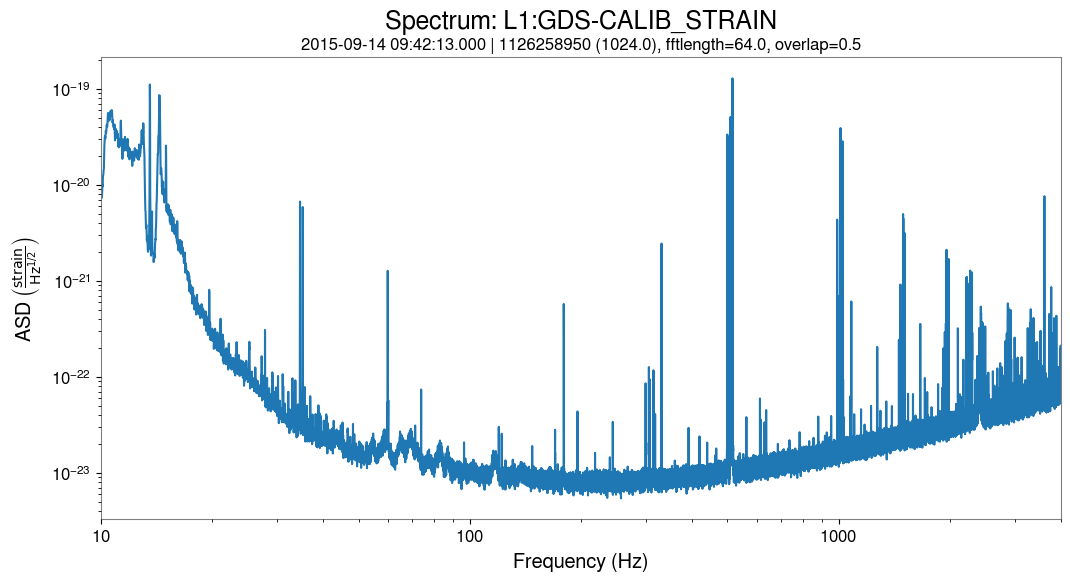 Spectrum: L1:GDS-CALIB_STRAIN
2015-09-14 09:42:13.000 | 1126258950 (1024.0), fftlength=64.0, overlap=0.5
ASD (strain/Hz^1/2)
10^−19
10^−20
10^−21
10^−22
10^−23
10 100 1000
Frequency (Hz)